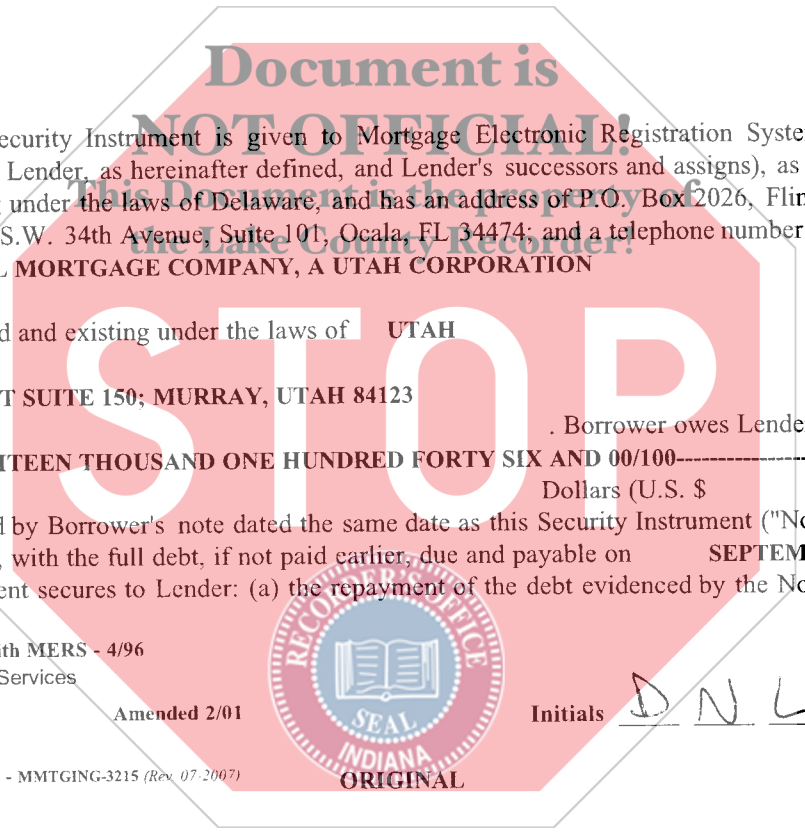 Document is
NOT OFFICIAL!
This Document is the property of
the Lake County Recorder!
STOP
ecurity Instrument is given to Mortgage Electronic Registration Syste
Lender, as hereinafter defined, and Lender's successors and assigns), as
under the laws of Delaware, and has an address of P.O. Box 2026, Flin
S.W. 34th Avenue, Suite 101, Ocala, FL 34474; and a telephone number
L MORTGAGE COMPANY, A UTAH CORPORATION
d and existing under the laws of UTAH
T SUITE 150; MURRAY, UTAH 84123
. Borrower owes Lende
ITEEN THOUSAND ONE HUNDRED FORTY SIX AND 00/100-----------------
Dollars (U.S. $
d by Borrower's note dated the same date as this Security Instrument ("No
, with the full debt, if not paid earlier, due and payable on SEPTEM
ent secures to Lender: (a) the repayment of the debt evidenced by the No
ith MERS - 4/96
Services
Amended 2/01
Initials D N L
- MMTGING-3215 (Rev. 07-2007)
ORIGINAL
RECORDER'S OFFICE
SEAL
INDIANA